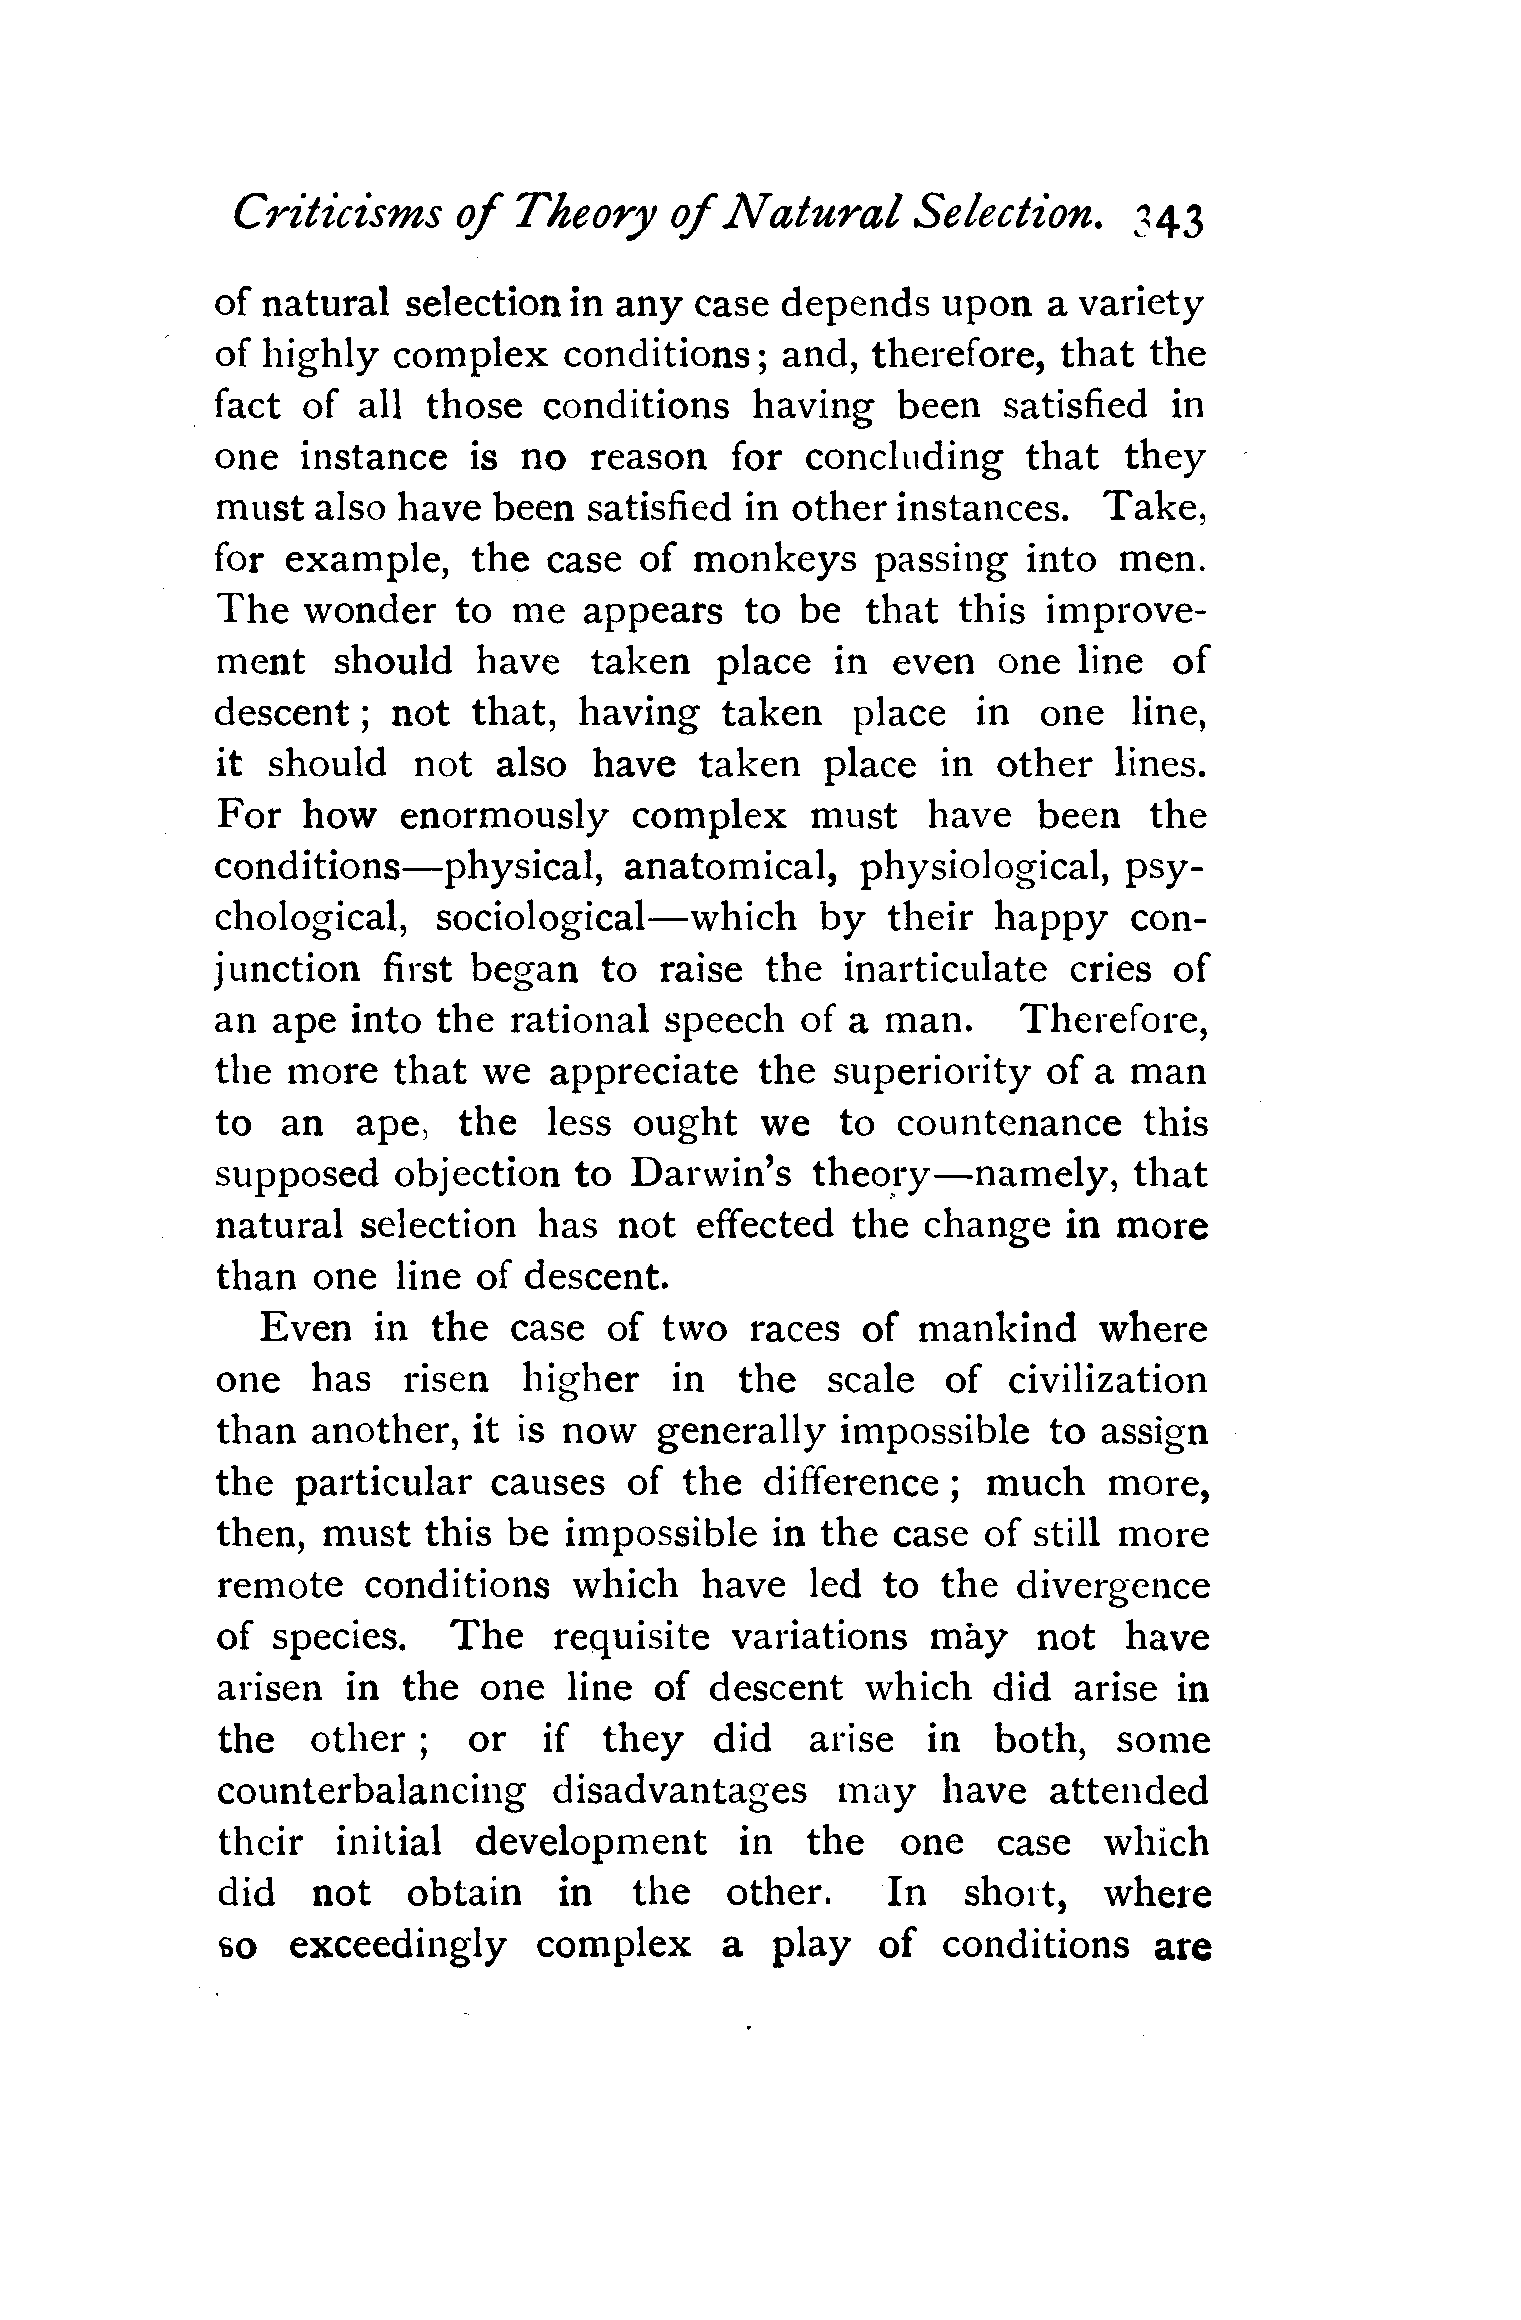 Criticisms of Theory of Natural Selection. 343
of natural selection in any case depends upon a variety
of highly complex conditions; and, therefore, that the
fact of all those conditions having been satisfied in
one instance is no reason for concluding that they
must also have been satisfied in other instances. Take,
for example, the case of monkeys passing into men.
The wonder to me appears to be that this improve-
ment should have taken place in even one line of
descent; not that, having taken place in one line,
it should not also have taken place in other lines.
For how enormously complex must have been the
conditions—physical, anatomical, physiological, psy-
chological, sociological—which by their happy con-
junction first began to raise the inarticulate cries of
an ape into the rational speech of a man. Therefore,
the more that we appreciate the superiority of a man
to an ape, the less ought we to countenance this
supposed objection to Darwin's theory—namely, that
natural selection has not effected the change in more
than one line of descent.
Even in the case of two races of mankind where
one has risen higher in the scale of civilization
than another, it is now generally impossible to assign
the particular causes of the difference; much more,
then, must this be impossible in the case of still more
remote conditions which have led to the divergence
of species. The requisite variations may not have
arisen in the one line of descent which did arise in
the other; or if they did arise in both, some
counterbalancing disadvantages may have attended
their initial development in the one case which
did not obtain in the other. In short, where
so exceedingly complex a play of conditions are